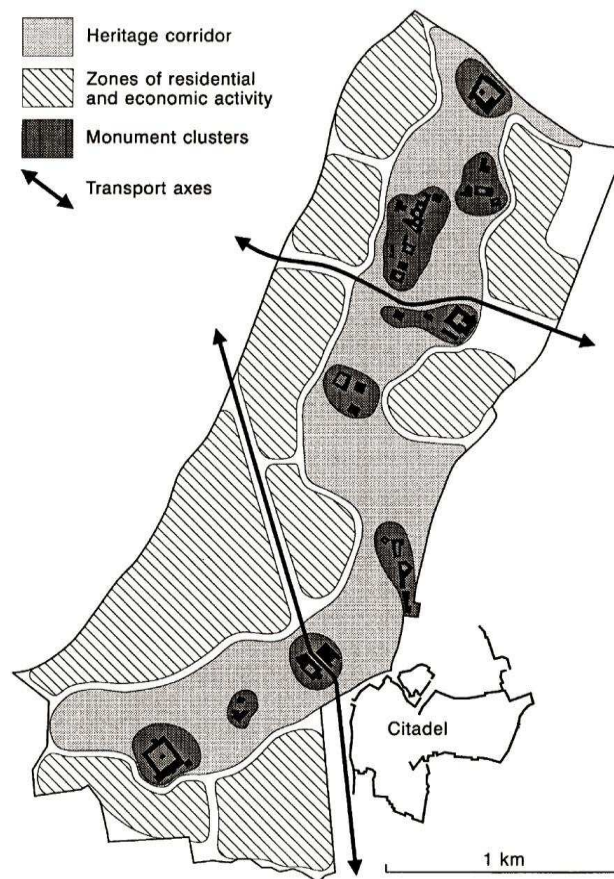 Heritage corridor
Zones of residential
and economic activity
Monument clusters
Transport axes
Citadel
1 km